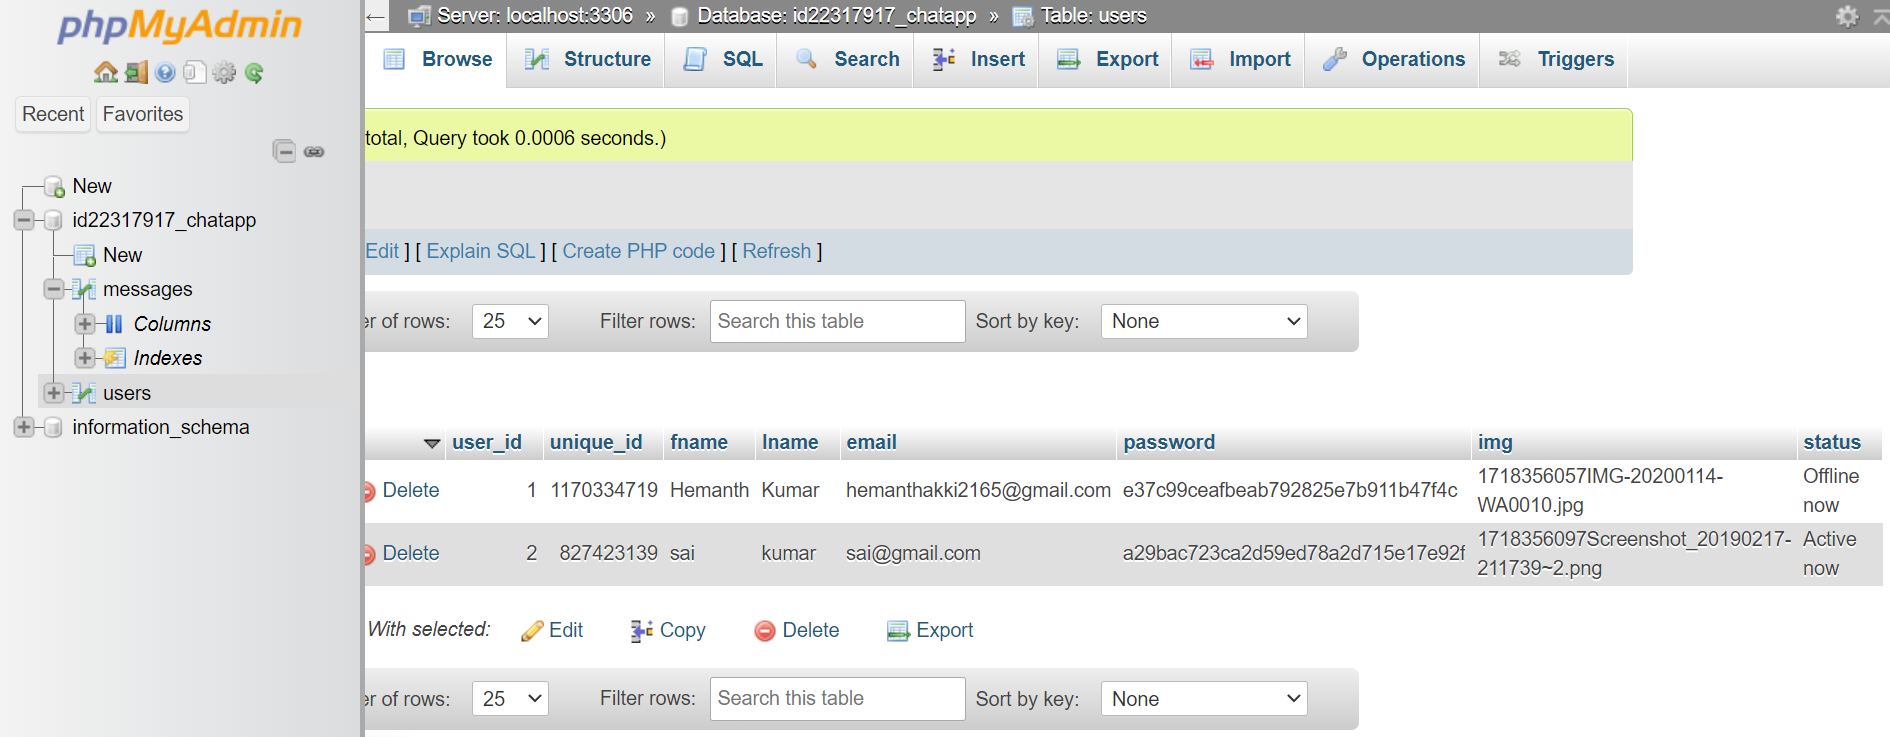 phpMyAdmin
Recent Favorites
New
id22317917_chatapp
New
messages
Columns
Indexes
users
information_schema
Server: localhost:3306 » Database: id22317917_chatapp » Table: users
Browse Structure SQL Search Insert Export Import Operations Triggers
total, Query took 0.0006 seconds.)
Edit ] [ Explain SQL ] [ Create PHP code ] [ Refresh ]
er of rows: 25 Filter rows: Search this table Sort by key: None
user_id unique_id fname lname email password img status
Delete 1 1170334719 Hemanth Kumar hemanthakki2165@gmail.com e37c99ceafbeab792825e7b911b47f4c 1718356057IMG-20200114- Offline
WA0010.jpg now
Delete 2 827423139 sai kumar sai@gmail.com a29bac723ca2d59ed78a2d715e17e92f 1718356097Screenshot_20190217- Active
211739~2.png now
With selected: Edit Copy Delete Export
er of rows: 25 Filter rows: Search this table Sort by key: None